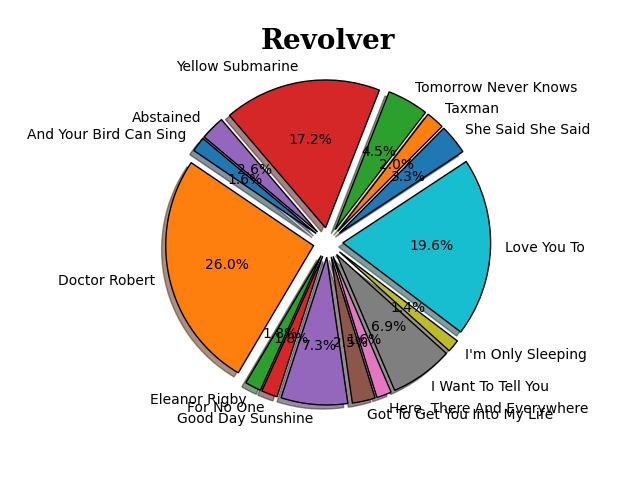 Revolver
Yellow Submarine
Tomorrow Never Knows
Taxman
She Said She Said
Abstained
And Your Bird Can Sing
17.2%
4.5%
2.0%
3.3%
2.6%
1.6%
Love You To
19.6%
26.0%
Doctor Robert
1.4%
6.9%
1.8%
1.8%
7.3%
2.5%
1.6%
I'm Only Sleeping
I Want To Tell You
Eleanor Rigby
For No One
Here, There And Everywhere
Good Day Sunshine
Got To Get You Into My Life